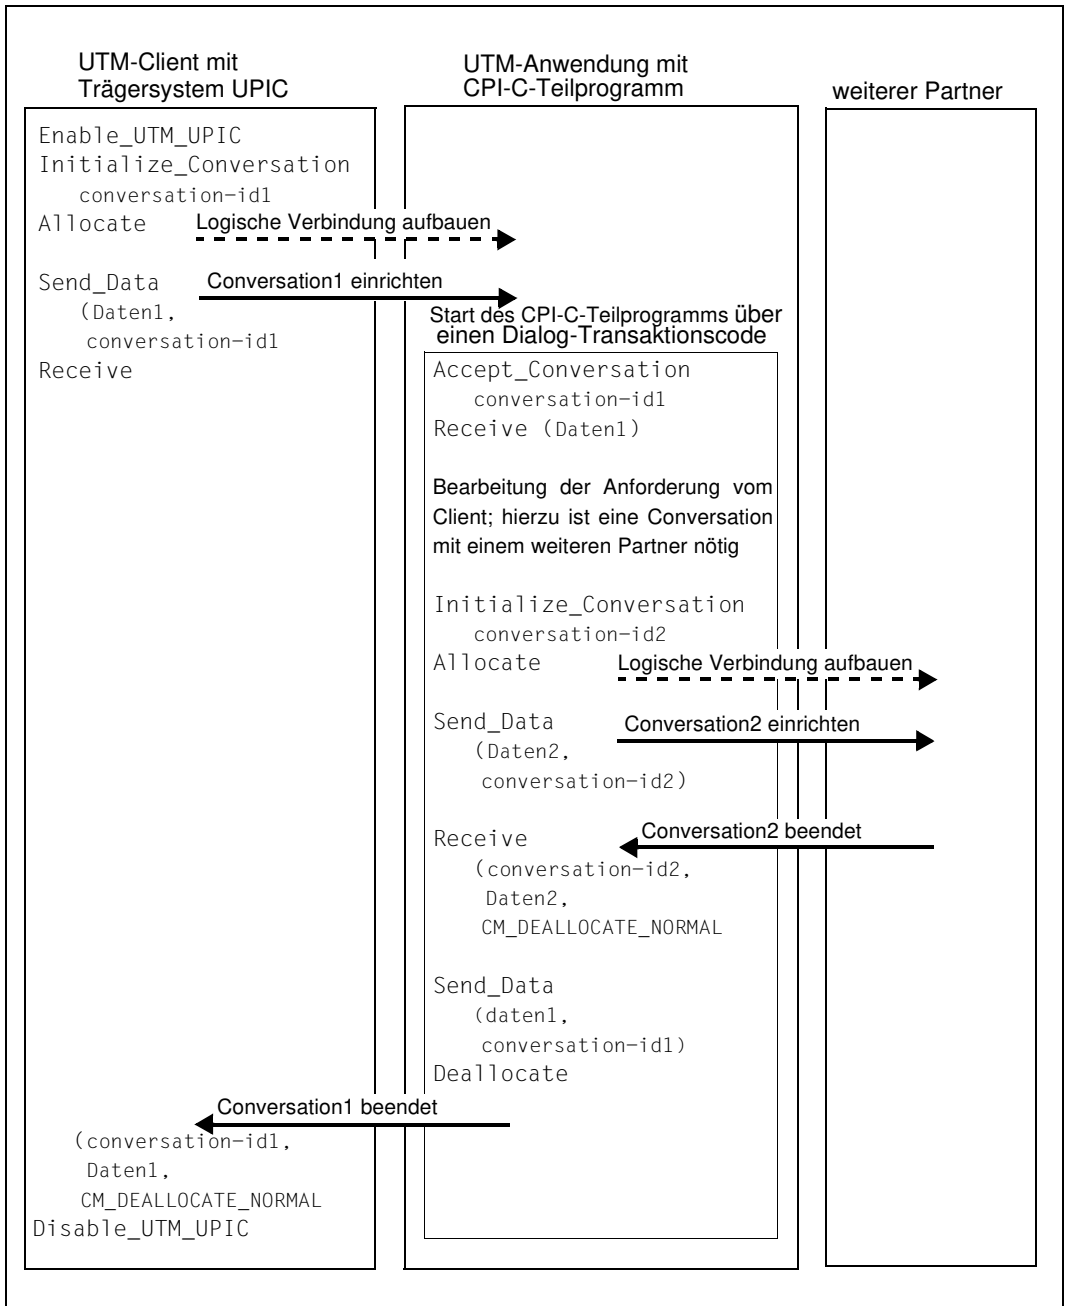 UTM-Client mit
Trägersystem UPIC
UTM-Anwendung mit
CPI-C-Teilprogramm
weiterer Partner
Enable_UTM_UPIC
Initialize_Conversation
conversation-id1
Allocate
Logische Verbindung aufbauen
Send_Data
Conversation1 einrichten
(Daten1,
conversation-id1
Receive
Start des CPI-C-Teilprogramms über
einen Dialog-Transaktionscode
Accept_Conversation
conversation-id1
Receive (Daten1)
Bearbeitung der Anforderung vom
Client; hierzu ist eine Conversation
mit einem weiteren Partner nötig
Initialize_Conversation
conversation-id2
Allocate
Logische Verbindung aufbauen
Send_Data
Conversation2 einrichten
(Daten2,
conversation-id2)
Receive
Conversation2 beendet
(conversation-id2,
Daten2,
CM_DEALLOCATE_NORMAL
Send_Data
(daten1,
conversation-id1)
Deallocate
Conversation1 beendet
(conversation-id1,
Daten1,
CM_DEALLOCATE_NORMAL
Disable_UTM_UPIC